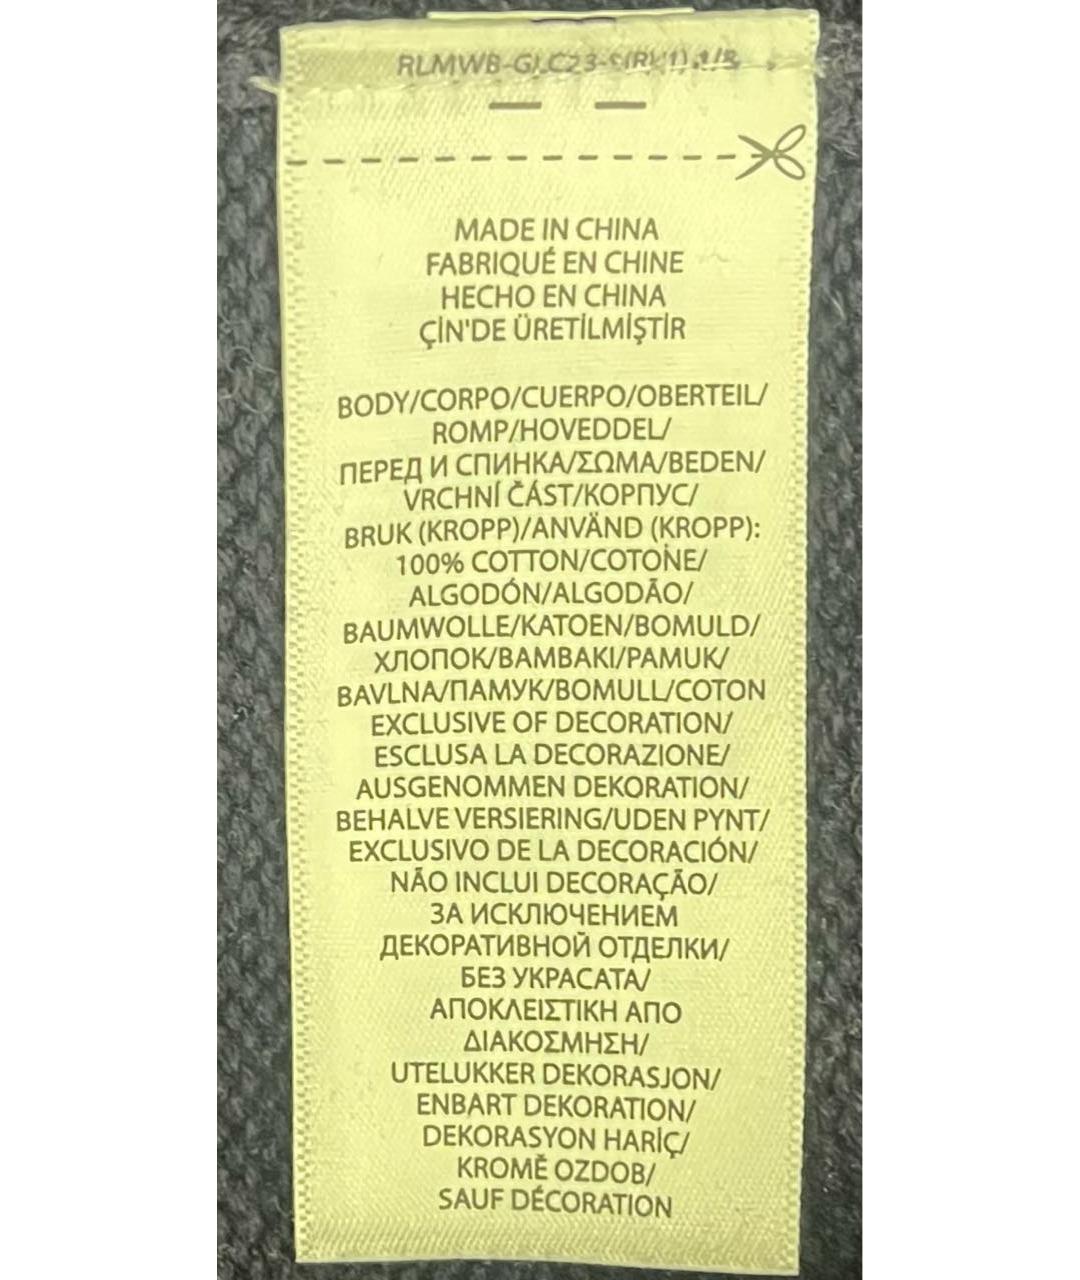 MADE IN CHINA
FABRIQUÉ EN CHINE
HECHO EN CHINA
ÇİN'DE ÜRETİLMİŞTİR
BODY/CORPO/CUERPO/OBERTEIL/
ROMP/HOVEDDEL/
ПЕРЕД И СПИНКА/ΣΩΜΑ/BEDEN/
VRCHNÍ ČÁST/КОРПУС/
BRUK (KROPP)/ANVÄND (KROPP):
100% COTTON/COTONE/
ALGODÓN/ALGODÃO/
BAUMWOLLE/KATOEN/BOMULD/
ХЛОПОК/ΒΑΜΒΑΚΙ/PAMUK/
BAVLNA/ПАМУК/BOMULL/COTON
EXCLUSIVE OF DECORATION/
ESCLUSA LA DECORAZIONE/
AUSGENOMMEN DEKORATION/
BEHALVE VERSIERING/UDEN PYNT/
EXCLUSIVO DE LA DECORACIÓN/
NÃO INCLUI DECORAÇÃO/
ЗА ИСКЛЮЧЕНИЕМ
ДЕКОРАТИВНОЙ ОТДЕЛКИ/
БЕЗ УКРАСАТА/
ΑΠΟΚΛΕΙΣΤΙΚΗ ΑΠΟ
ΔΙΑΚΟΣΜΗΣΗ/
UTELUKKER DEKORASJON/
ENBART DEKORATION/
DEKORASYON HARİÇ/
KROMĚ OZDOB/
SAUF DÉCORATION